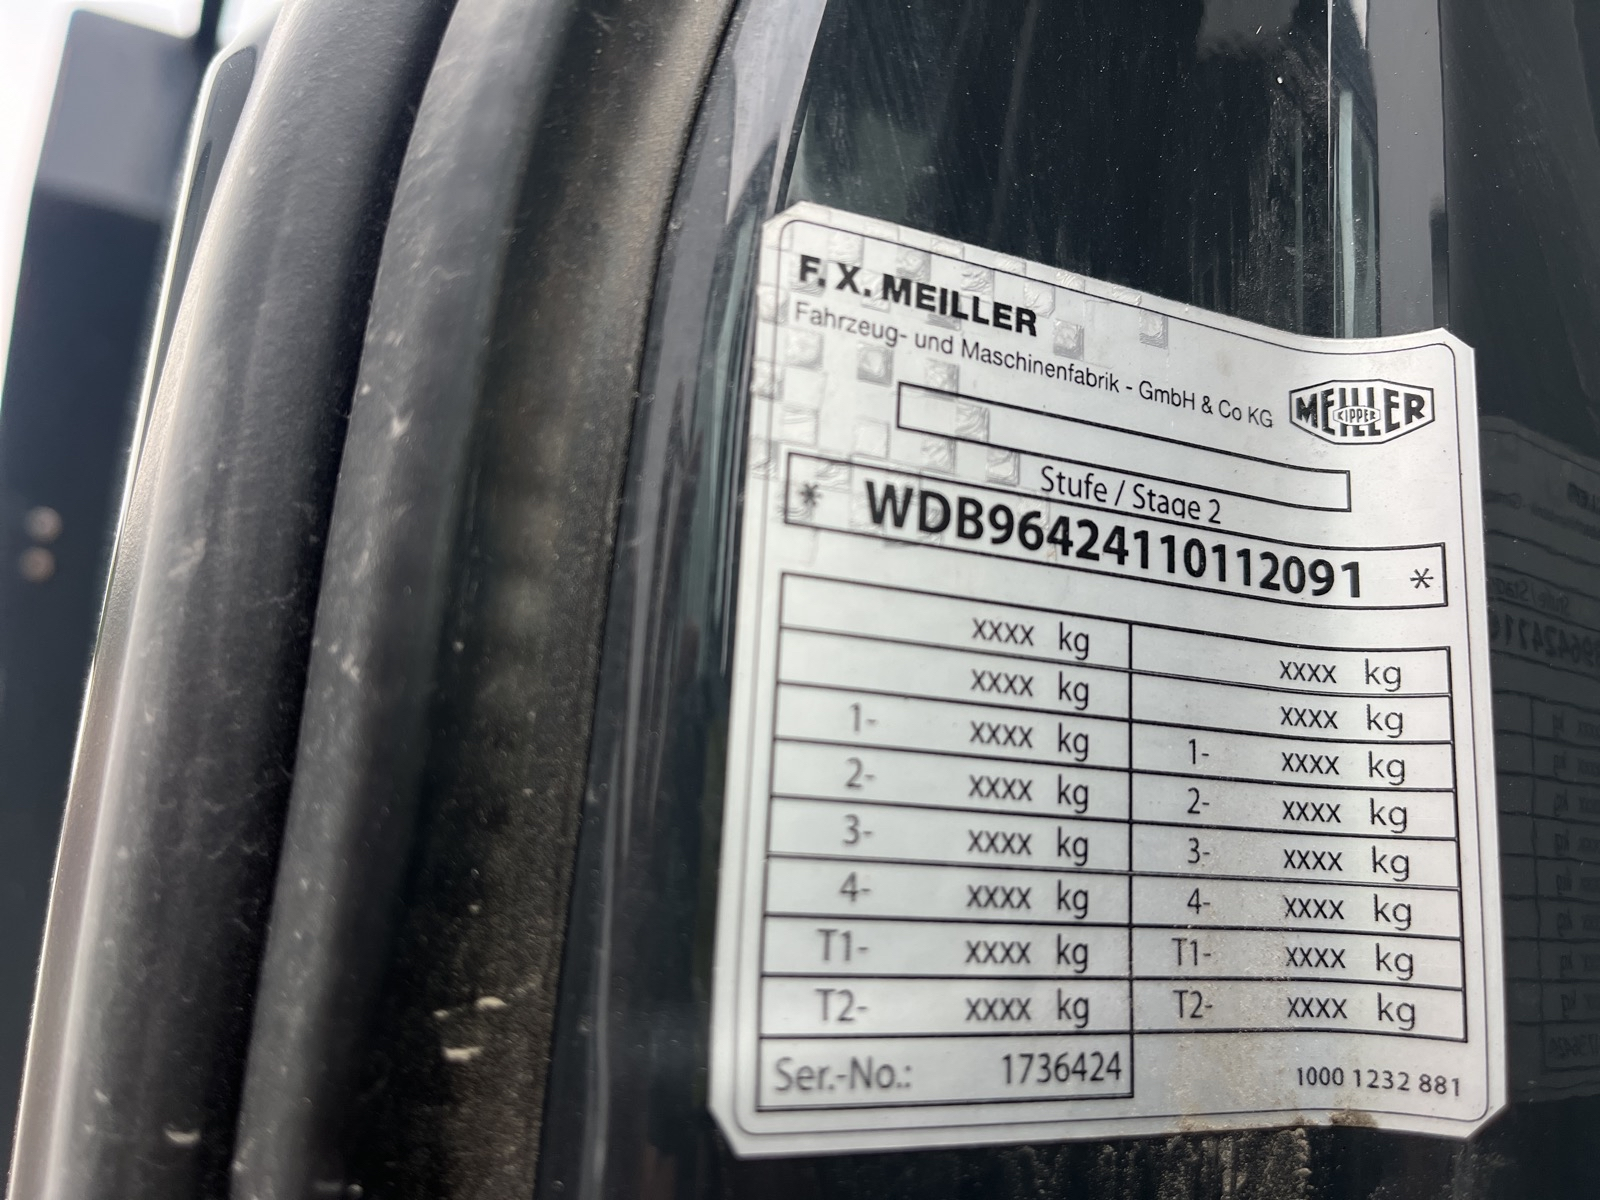 F. X. MEILLER
Fahrzeug- und Maschinenfabrik - GmbH & Co KG
MEILLER
KIPPER
Stufe / Stage 2
* WDB9642411011​2091 *
xxxx kg xxxx kg
xxxx kg xxxx kg
1- xxxx kg 1- xxxx kg
2- xxxx kg 2- xxxx kg
3- xxxx kg 3- xxxx kg
4- xxxx kg 4- xxxx kg
T1- xxxx kg T1- xxxx kg
T2- xxxx kg T2- xxxx kg
Ser.-No.: 1736424
1000 1232 881